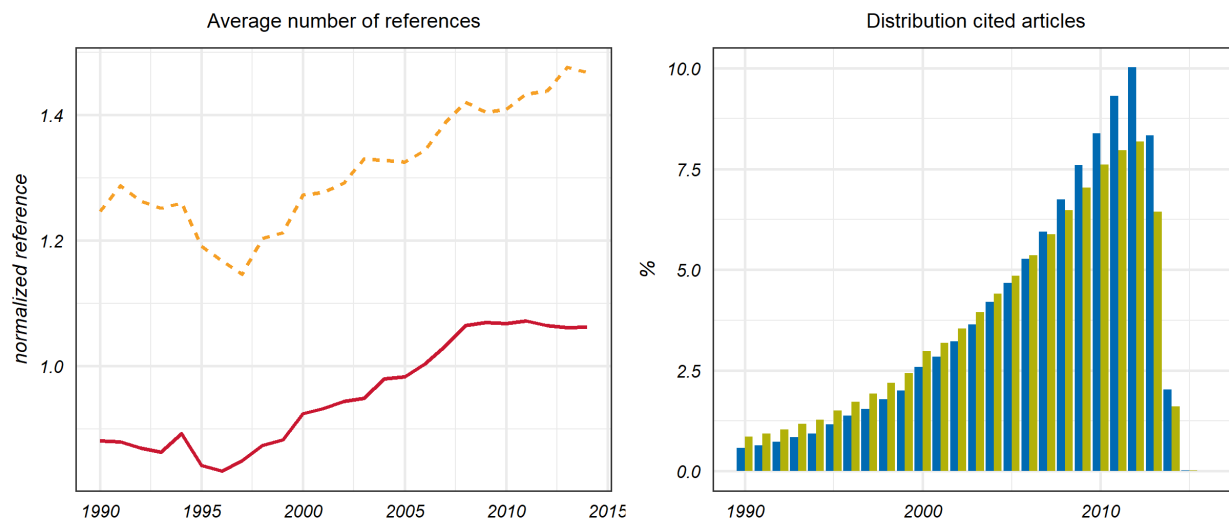 Average number of references
normalized reference
1.4
1.2
1.0
1990 1995 2000 2005 2010 2015
Distribution cited articles
%
10.0
7.5
5.0
2.5
0.0
1990 2000 2010